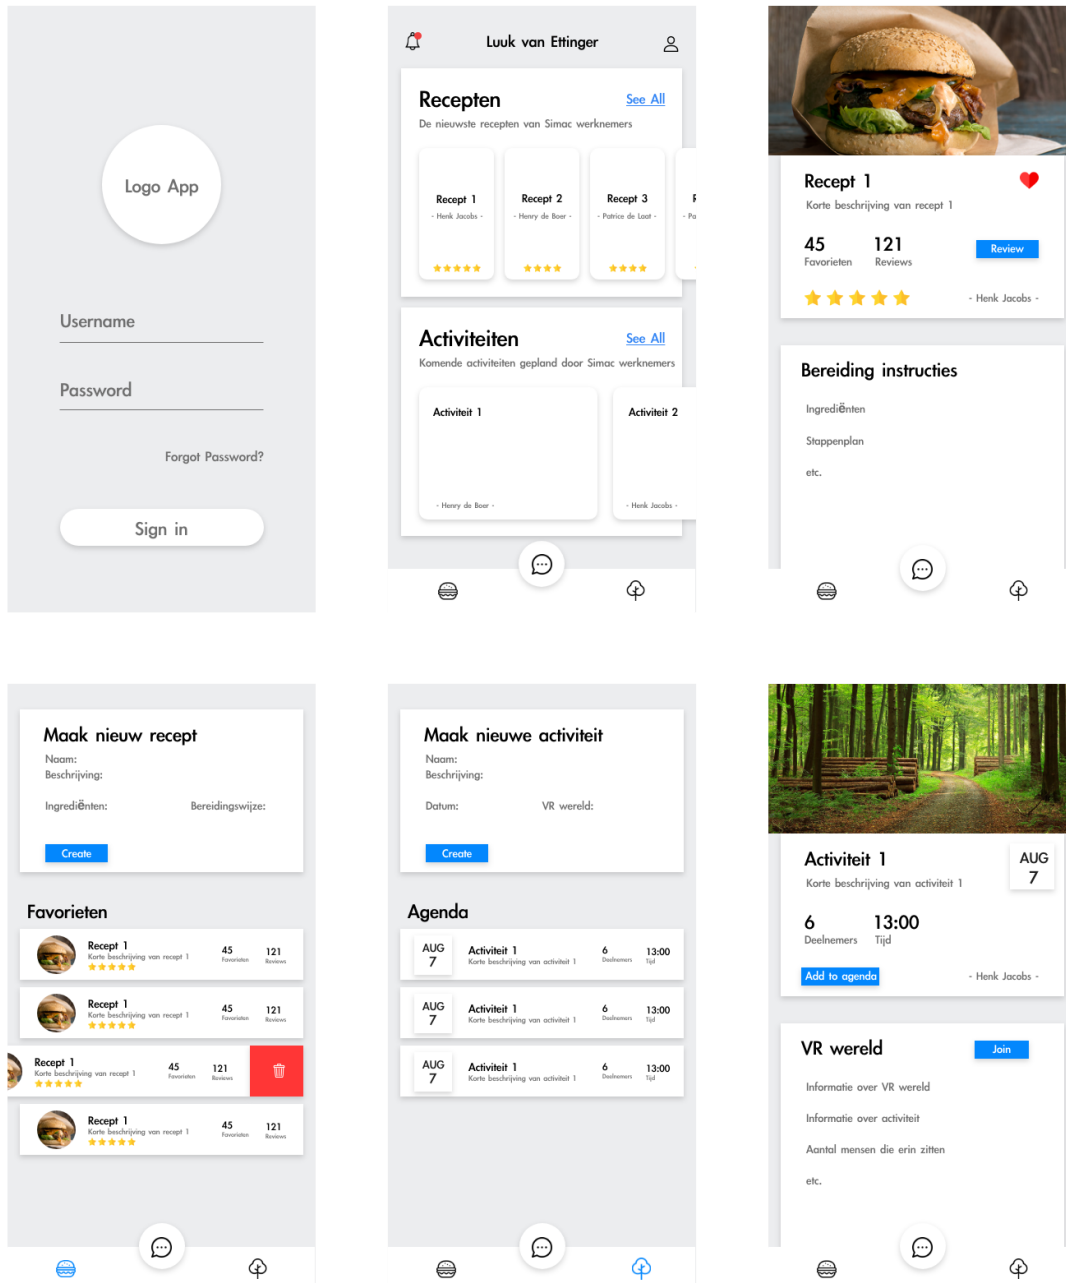 Logo App
Username
Password
Forgot Password?
Sign in
Luuk van Ettinger
Recepten
See All
De nieuwste recepten van Simac werknemers
Recept 1
- Henk Jacobs -
Recept 2
- Henry de Boer -
Recept 3
- Patrice de Laat -
R
- Pa
Activiteiten
See All
Komende activiteiten gepland door Simac werknemers
Activiteit 1
- Henry de Boer -
Activiteit 2
- Henk Jacobs -
Recept 1
Korte beschrijving van recept 1
45
Favorieten
121
Reviews
Review
- Henk Jacobs -
Bereiding instructies
Ingrediënten
Stappenplan
etc.
Maak nieuw recept
Naam:
Beschrijving:
Ingrediënten:
Bereidingswijze:
Create
Favorieten
Recept 1
Korte beschrijving van recept 1
45
Favorieten
121
Reviews
Recept 1
Korte beschrijving van recept 1
45
Favorieten
121
Reviews
Recept 1
Korte beschrijving van recept 1
45
Favorieten
121
Reviews
Recept 1
Korte beschrijving van recept 1
45
Favorieten
121
Reviews
Maak nieuwe activiteit
Naam:
Beschrijving:
Datum:
VR wereld:
Create
Agenda
AUG
7
Activiteit 1
Korte beschrijving van activiteit 1
6
Deelnemers
13:00
Tijd
AUG
7
Activiteit 1
Korte beschrijving van activiteit 1
6
Deelnemers
13:00
Tijd
AUG
7
Activiteit 1
Korte beschrijving van activiteit 1
6
Deelnemers
13:00
Tijd
Activiteit 1
Korte beschrijving van activiteit 1
AUG
7
6
Deelnemers
13:00
Tijd
Add to agenda
- Henk Jacobs -
VR wereld
Join
Informatie over VR wereld
Informatie over activiteit
Aantal mensen die erin zitten
etc.